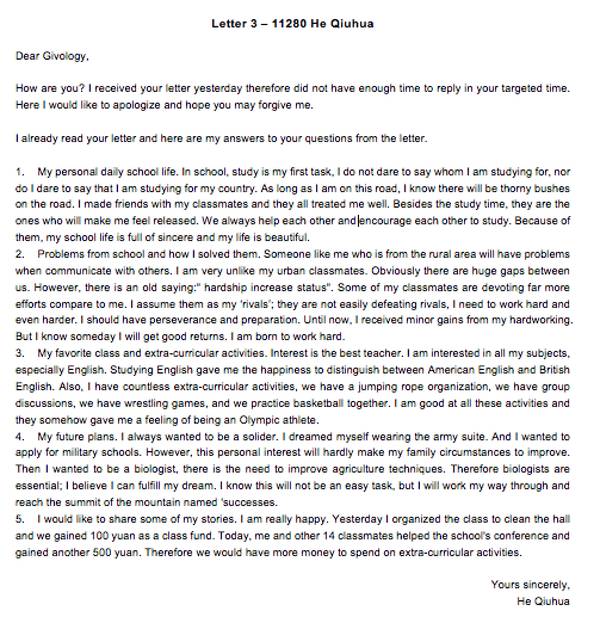 Letter 3 – 11280 He Qiuhua
Dear Givology,
How are you? I received your letter yesterday therefore did not have enough time to reply in your targeted time.
Here I would like to apologize and hope you may forgive me.
I already read your letter and here are my answers to your questions from the letter.
1. My personal daily school life. In school, study is my first task, I do not dare to say whom I am studying for, nor
do I dare to say that I am studying for my country. As long as I am on this road, I know there will be thorny bushes
on the road. I made friends with my classmates and they all treated me well. Besides the study time, they are the
ones who will make me feel released. We always help each other and encourage each other to study. Because of
them, my school life is full of sincere and my life is beautiful.
2. Problems from school and how I solved them. Someone like me who is from the rural area will have problems
when communicate with others. I am very unlike my urban classmates. Obviously there are huge gaps between
us. However, there is an old saying:" hardship increase status". Some of my classmates are devoting far more
efforts compare to me. I assume them as my 'rivals'; they are not easily defeating rivals, I need to work hard and
even harder. I should have perseverance and preparation. Until now, I received minor gains from my hardworking.
But I know someday I will get good returns. I am born to work hard.
3. My favorite class and extra-curricular activities. Interest is the best teacher. I am interested in all my subjects,
especially English. Studying English gave me the happiness to distinguish between American English and British
English. Also, I have countless extra-curricular activities, we have a jumping rope organization, we have group
discussions, we have wrestling games, and we practice basketball together. I am good at all these activities and
they somehow gave me a feeling of being an Olympic athlete.
4. My future plans. I always wanted to be a solider. I dreamed myself wearing the army suite. And I wanted to
apply for military schools. However, this personal interest will hardly make my family circumstances to improve.
Then I wanted to be a biologist, there is the need to improve agriculture techniques. Therefore biologists are
essential; I believe I can fulfill my dream. I know this will not be an easy task, but I will work my way through and
reach the summit of the mountain named 'successes.
5. I would like to share some of my stories. I am really happy. Yesterday I organized the class to clean the hall
and we gained 100 yuan as a class fund. Today, me and other 14 classmates helped the school's conference and
gained another 500 yuan. Therefore we would have more money to spend on extra-curricular activities.
Yours sincerely,
He Qiuhua